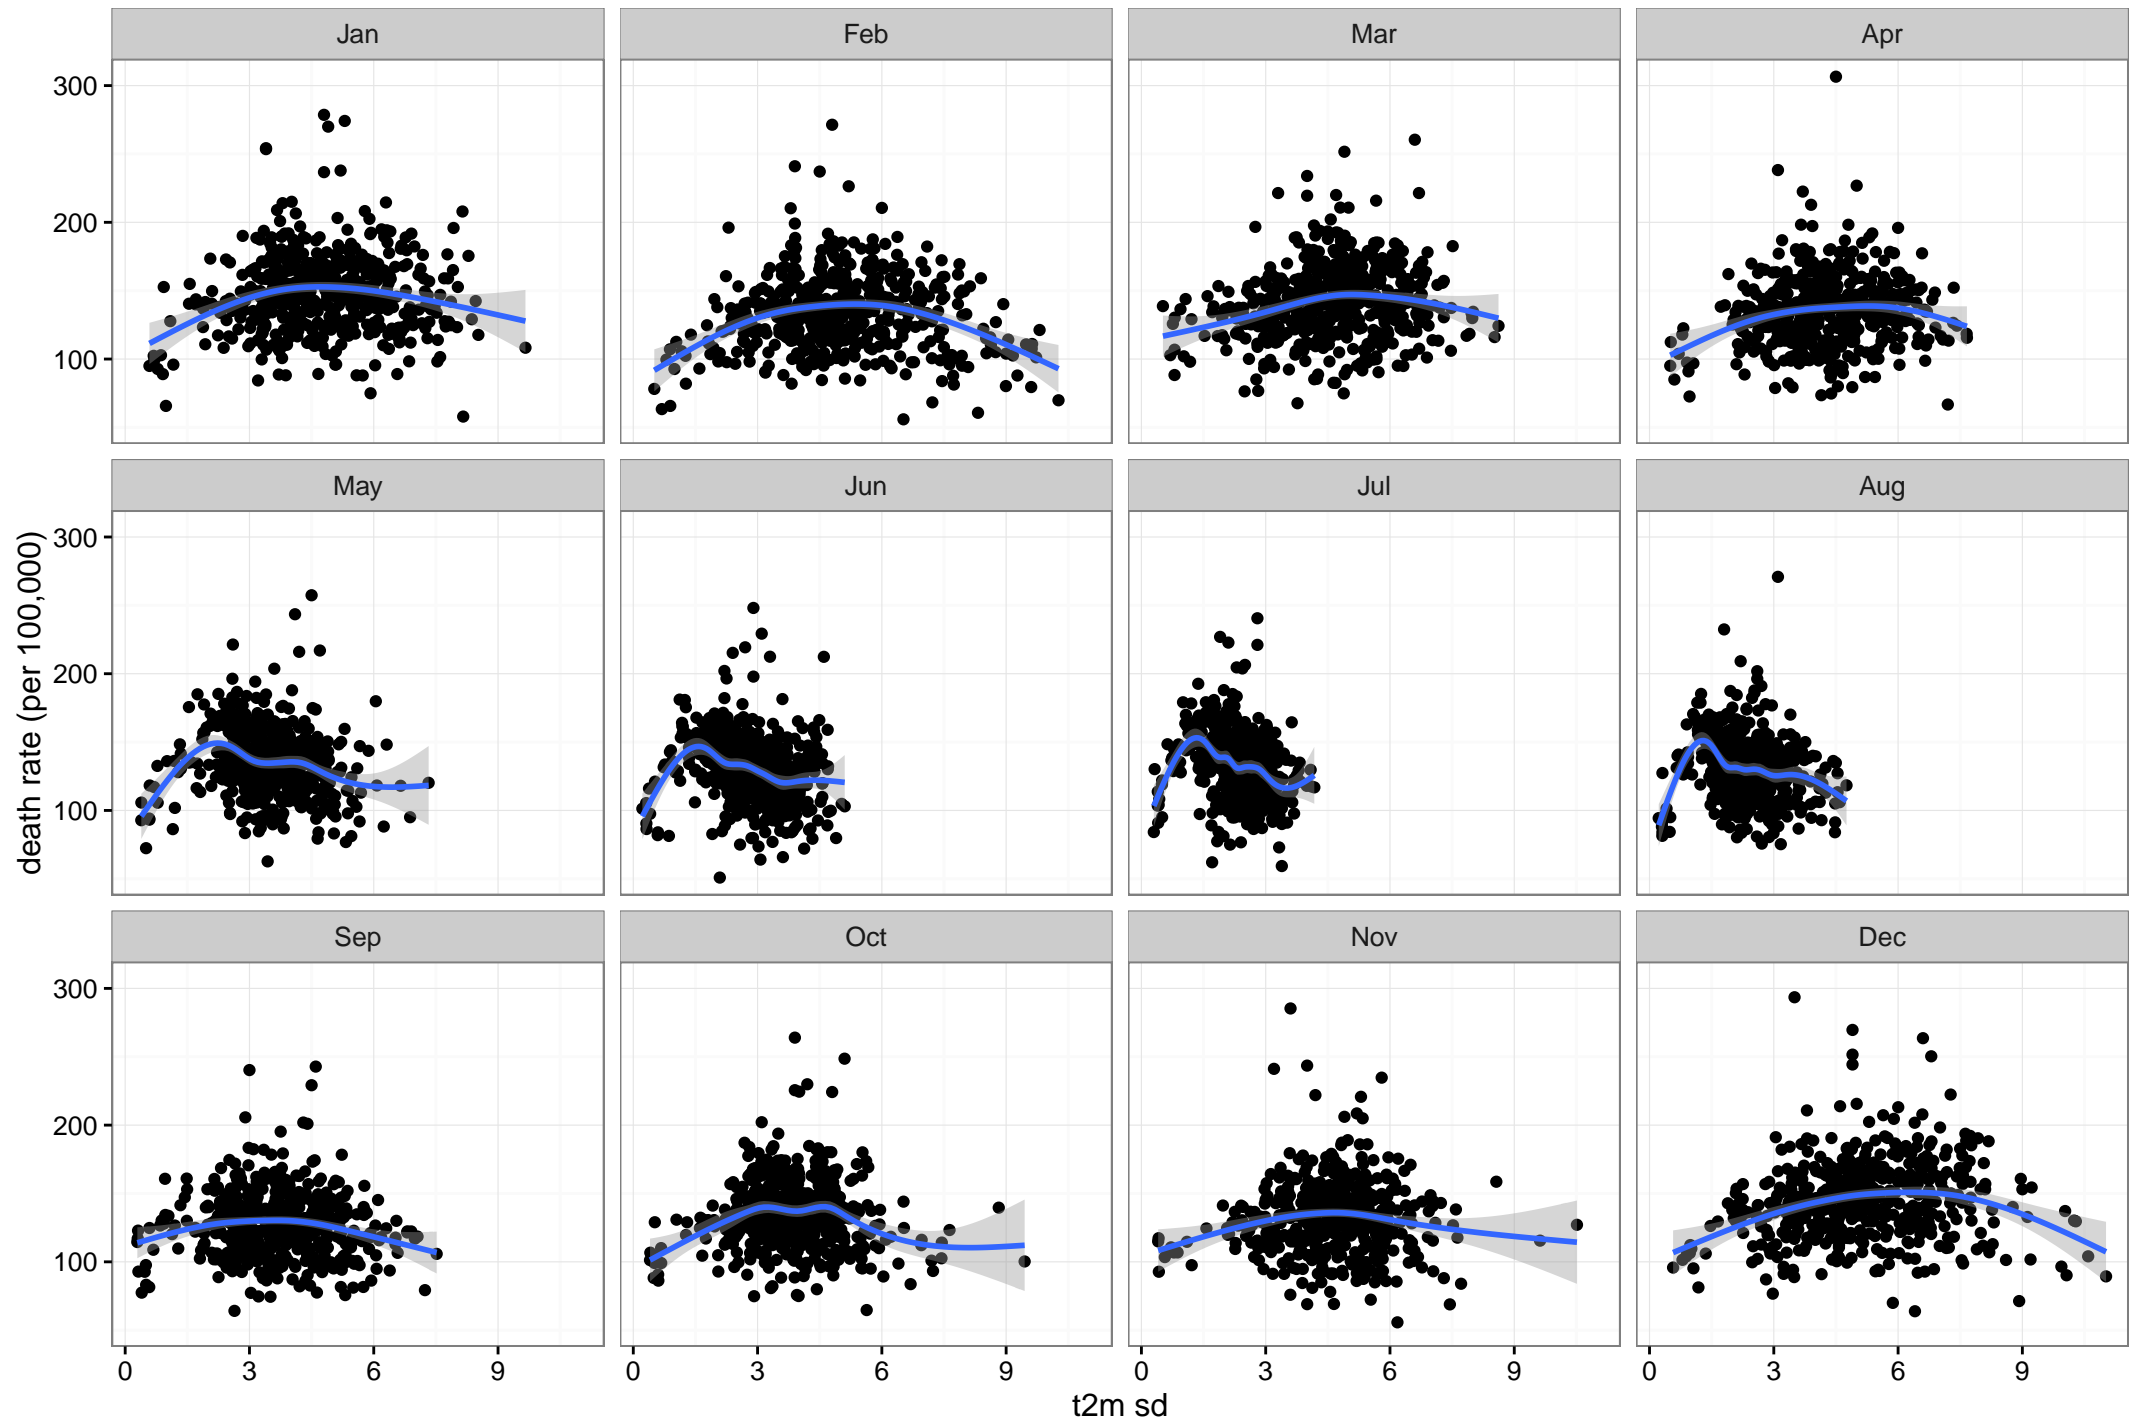 Jan Feb Mar Apr
300
200
100
May Jun Jul Aug
300
200
100
death rate (per 100,000)
Sep Oct Nov Dec
300
200
100
0 3 6 9 0 3 6 9 0 3 6 9 0 3 6 9
t2m sd